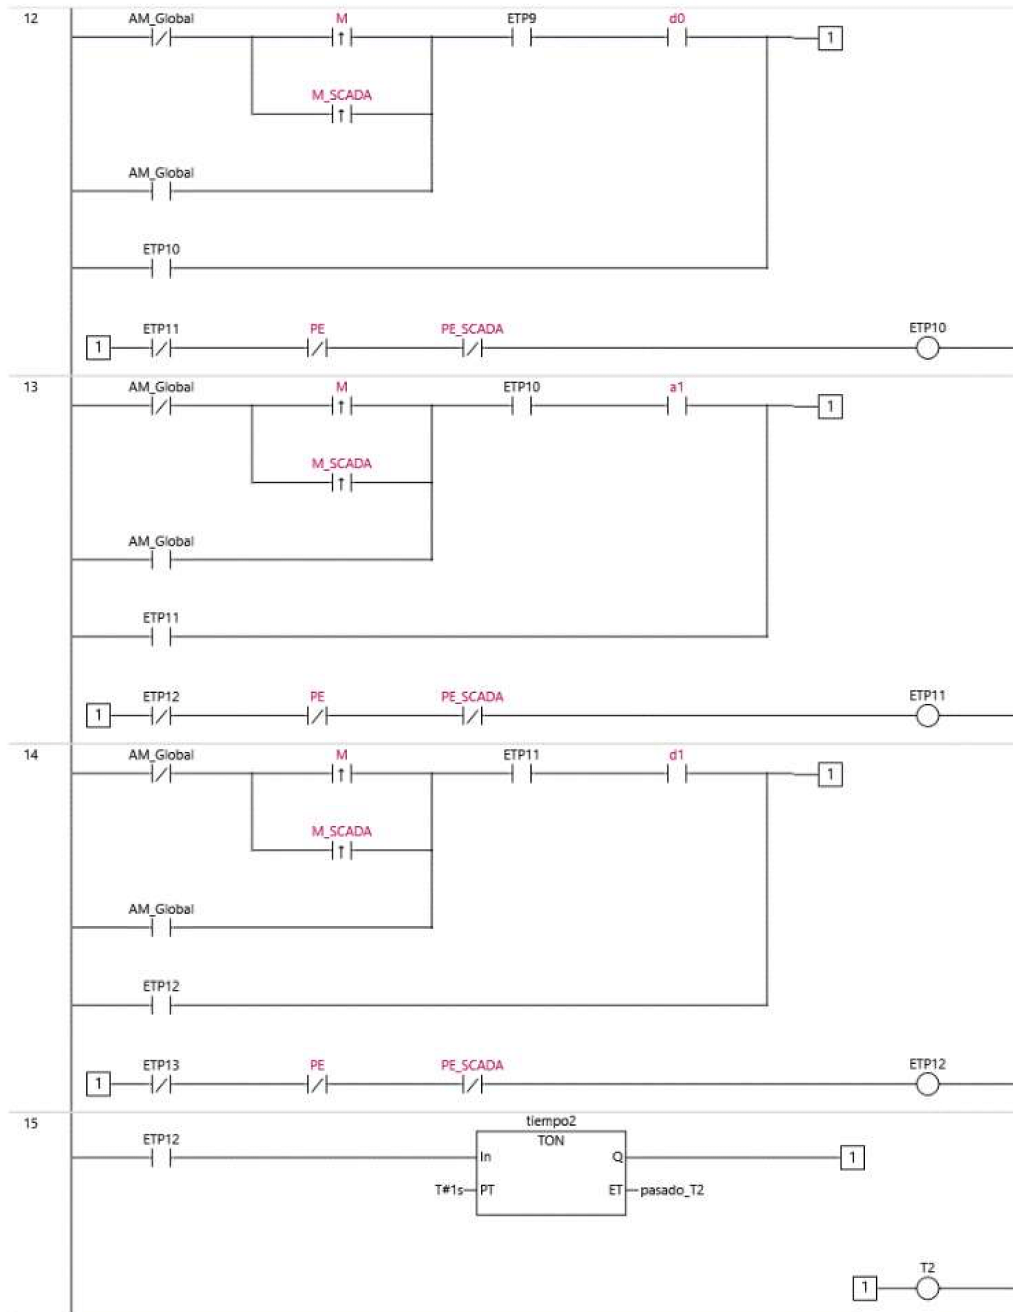 12
AM_Global M ETP9 d0
1
M_SCADA
AM_Global
ETP10
1 ETP11 PE PE_SCADA ETP10
13
AM_Global M ETP10 a1
1
M_SCADA
AM_Global
ETP11
1 ETP12 PE PE_SCADA ETP11
14
AM_Global M ETP11 d1
1
M_SCADA
AM_Global
ETP12
1 ETP13 PE PE_SCADA ETP12
15
ETP12
tiempo2
TON
In Q 1
T#1s PT ET pasado_T2
1 T2